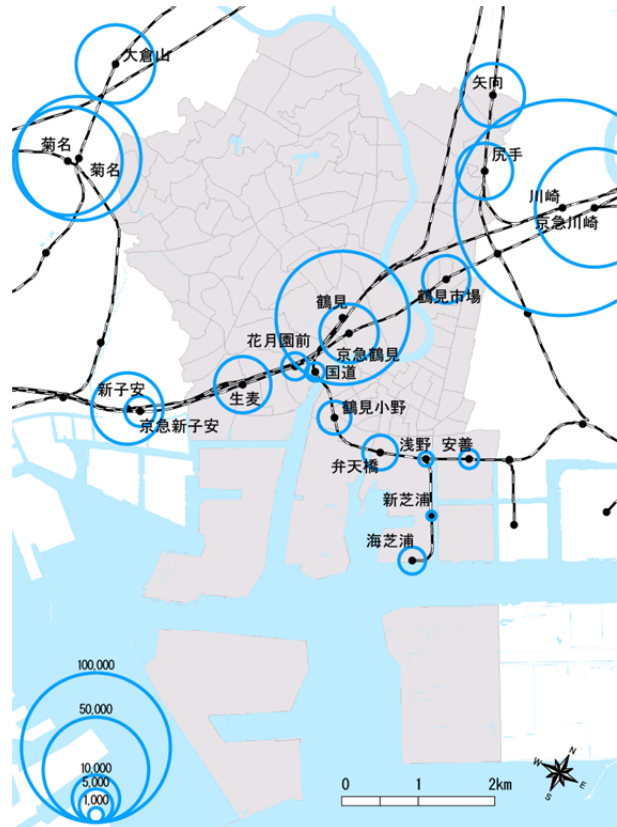 大倉山
矢向
菊名
菊名
尻手
川崎
京急川崎
鶴見
鶴見市場
花月園前
京急鶴見
国道
新子安
生麦
京急新子安
鶴見小野
浅野
安善
弁天橋
新芝浦
海芝浦
100,000
50,000
10,000
5,000
1,000
0 1 2km
N
W
E
S